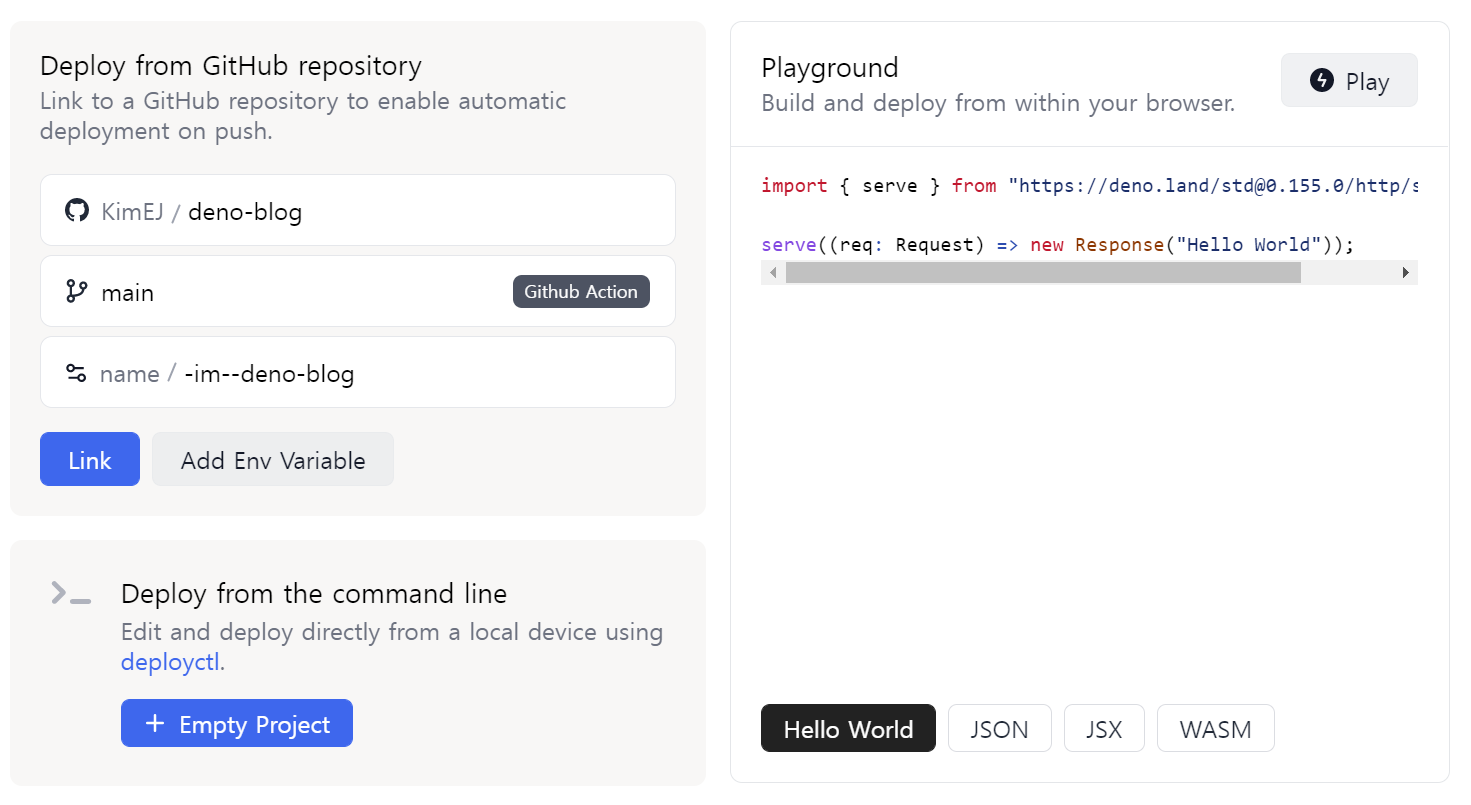 Deploy from GitHub repository
Link to a GitHub repository to enable automatic
deployment on push.
KimEJ / deno-blog
main
Github Action
name / -im--deno-blog
Link
Add Env Variable
Deploy from the command line
Edit and deploy directly from a local device using
deployctl.
+ Empty Project
Playground
Build and deploy from within your browser.
Play
import { serve } from "https://deno.land/std@0.155.0/http/s
serve((req: Request) => new Response("Hello World"));
Hello World
JSON
JSX
WASM